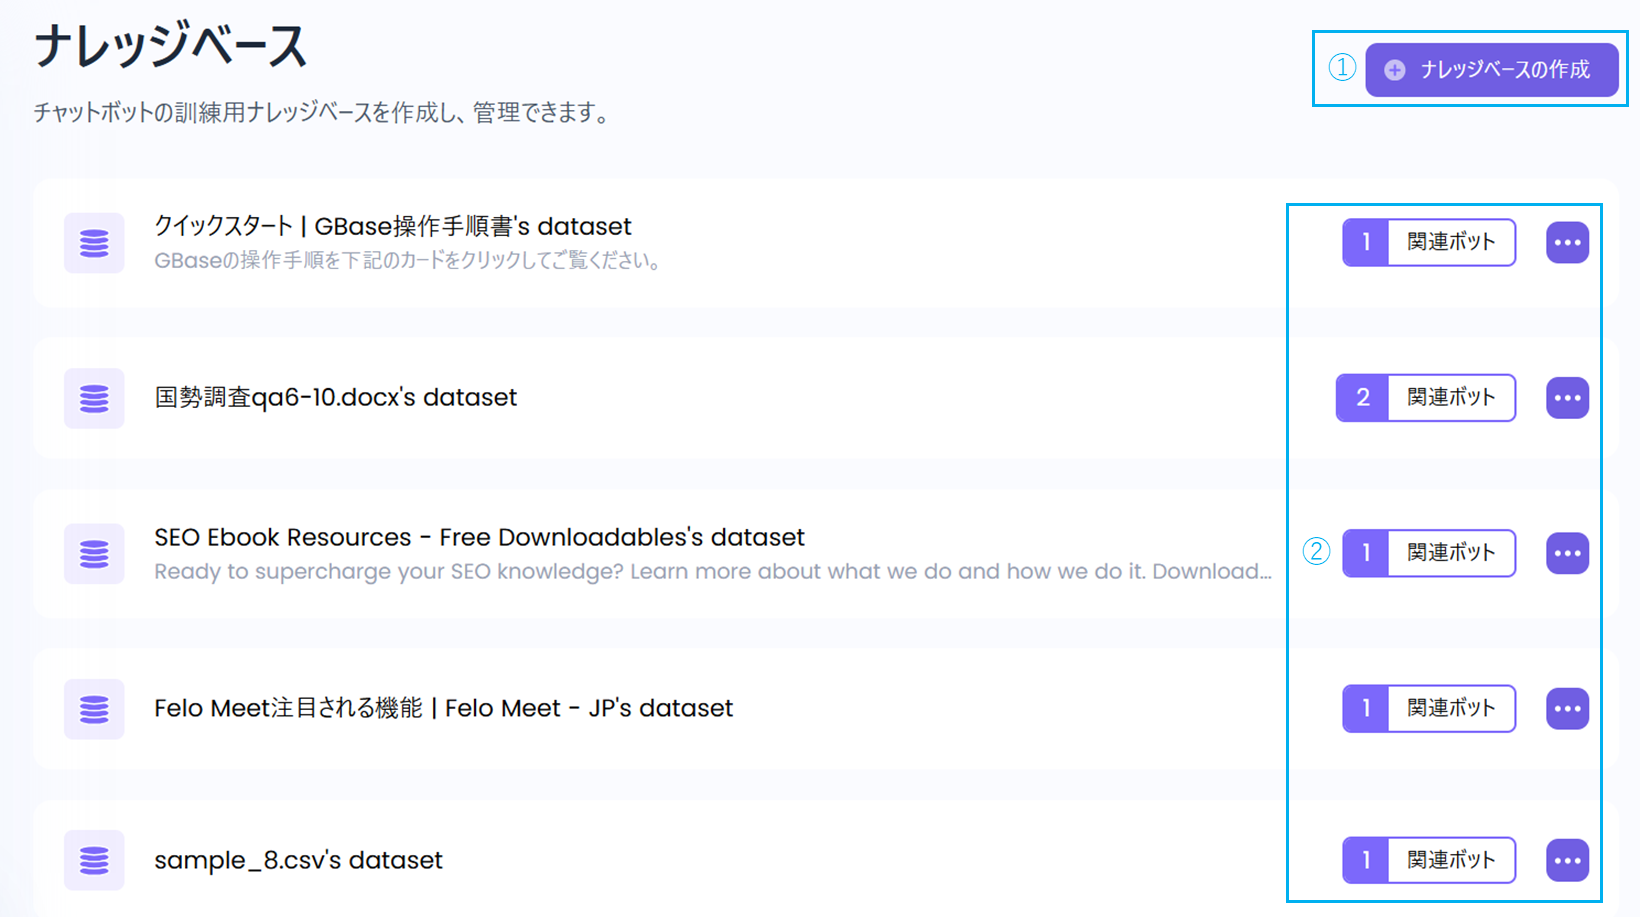 ナレッジベース
① ナレッジベースの作成
チャットボットの訓練用ナレッジベースを作成し、管理できます。
クイックスタート | GBase操作手順書's dataset
GBaseの操作手順を下記のカードをクリックしてご覧ください。
1 関連ボット
国勢調査qa6-10.docx's dataset
2 関連ボット
SEO Ebook Resources - Free Downloadables's dataset
Ready to supercharge your SEO knowledge? Learn more about what we do and how we do it. Download...
② 1 関連ボット
Felo Meet注目される機能 | Felo Meet - JP's dataset
1 関連ボット
sample_8.csv's dataset
1 関連ボット